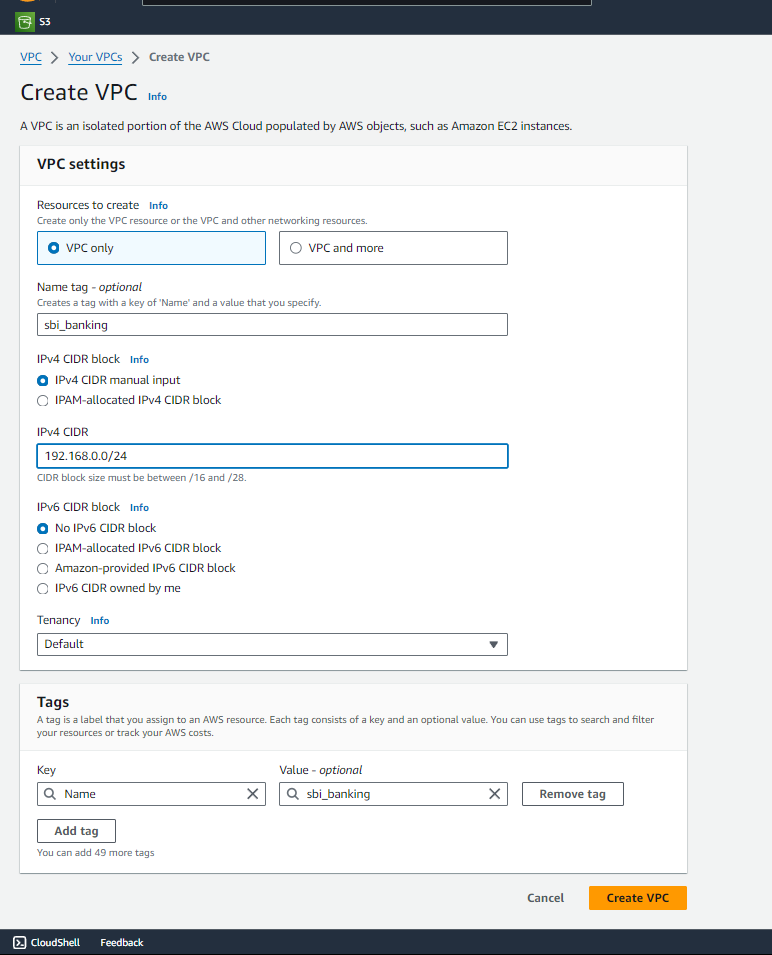 S3
VPC > Your VPCs > Create VPC
Create VPC Info
A VPC is an isolated portion of the AWS Cloud populated by AWS objects, such as Amazon EC2 instances.
VPC settings
Resources to create Info
Create only the VPC resource or the VPC and other networking resources.
VPC only
VPC and more
Name tag - optional
Creates a tag with a key of 'Name' and a value that you specify.
sbi_banking
IPv4 CIDR block Info
IPv4 CIDR manual input
IPAM-allocated IPv4 CIDR block
IPv4 CIDR
192.168.0.0/24
CIDR block size must be between /16 and /28.
IPv6 CIDR block Info
No IPv6 CIDR block
IPAM-allocated IPv6 CIDR block
Amazon-provided IPv6 CIDR block
IPv6 CIDR owned by me
Tenancy Info
Default
Tags
A tag is a label that you assign to an AWS resource. Each tag consists of a key and an optional value. You can use tags to search and filter
your resources or track your AWS costs.
Key Value - optional
Name sbi_banking Remove tag
Add tag
You can add 49 more tags
Cancel Create VPC
CloudShell Feedback